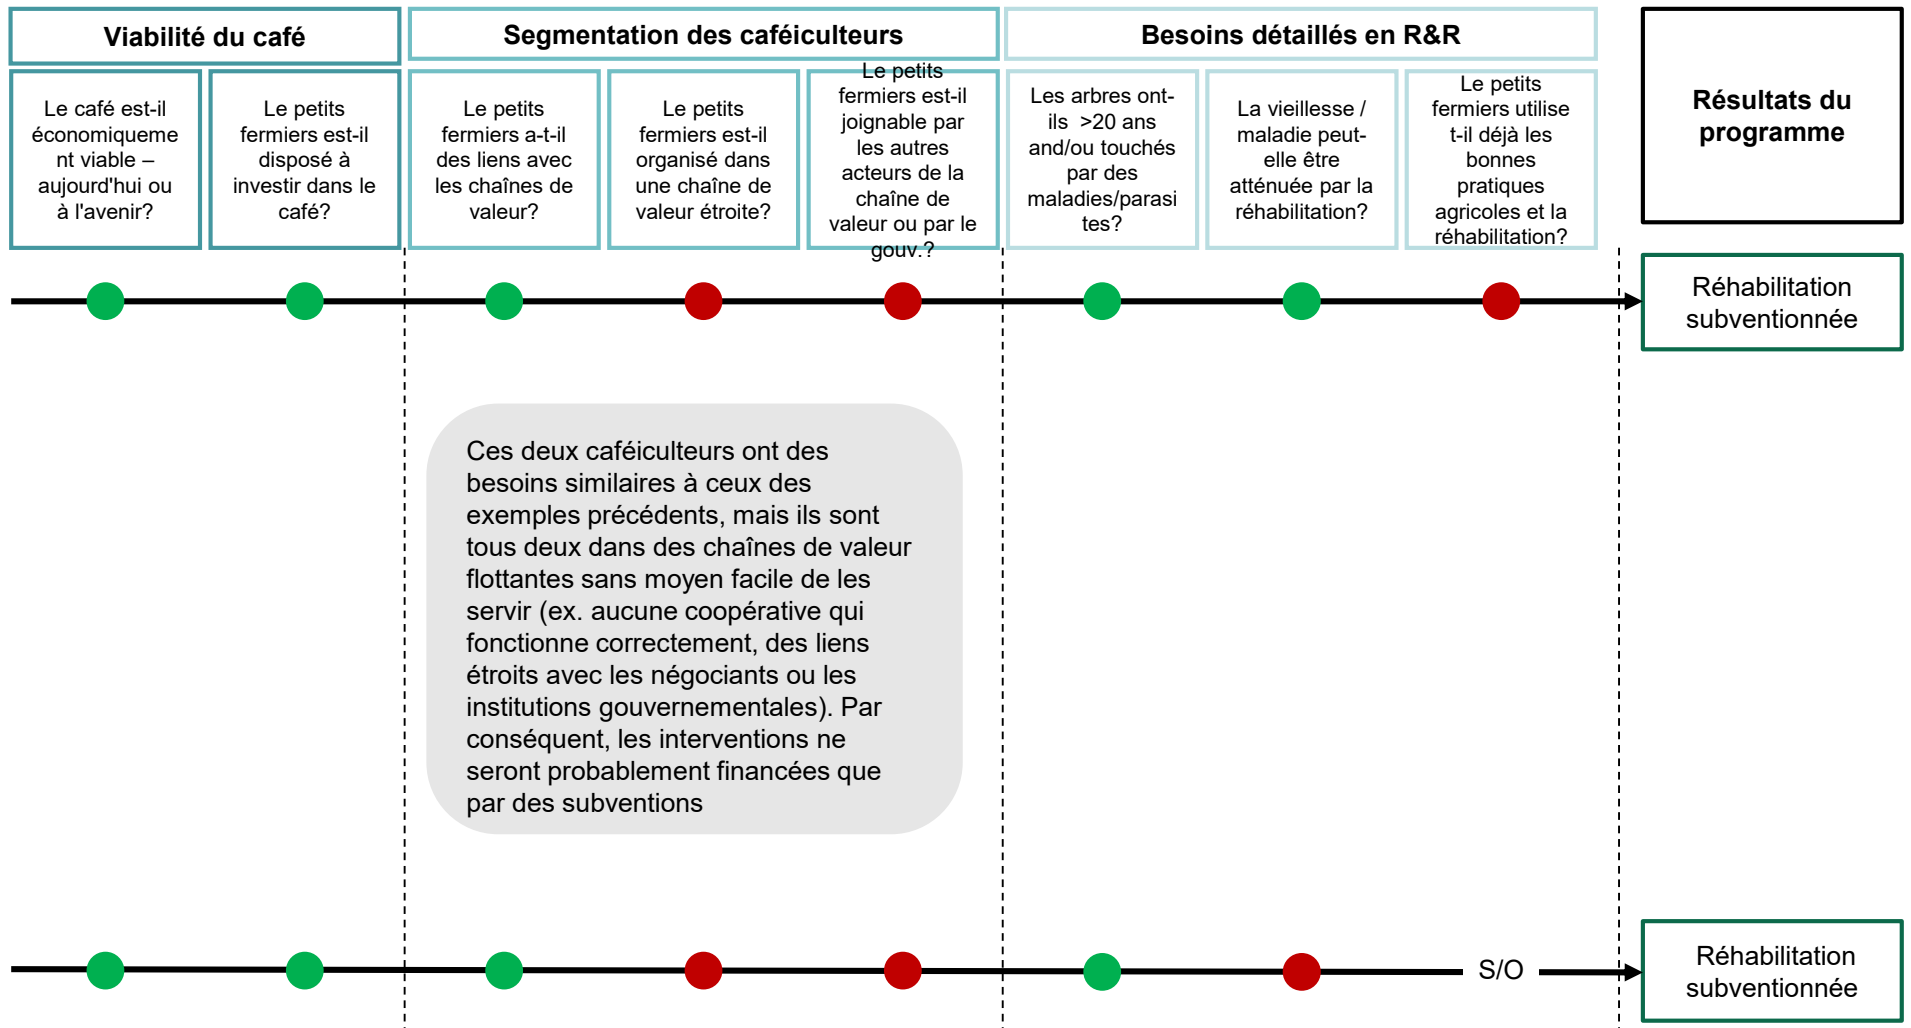 Viabilité du café
Segmentation des caféiculteurs
Besoins détaillés en R&R
Résultats du
programme
Le café est-il
économiqueme
nt viable –
aujourd'hui ou
à l'avenir?
Le petits
fermiers est-il
disposé à
investir dans le
café?
Le petits
fermiers a-t-il
des liens avec
les chaînes de
valeur?
Le petits
fermiers est-il
organisé dans
une chaîne de
valeur étroite?
Le petits
fermiers est-il
joignable par
les autres
acteurs de la
chaîne de
valeur ou par le
gouv.?
Les arbres ont-
ils >20 ans
and/ou touchés
par des
maladies/parasi
tes?
La vieillesse /
maladie peut-
elle être
atténuée par la
réhabilitation?
Le petits
fermiers utilise
t-il déjà les
bonnes
pratiques
agricoles et la
réhabilitation?
Réhabilitation
subventionnée
Ces deux caféiculteurs ont des
besoins similaires à ceux des
exemples précédents, mais ils sont
tous deux dans des chaînes de valeur
flottantes sans moyen facile de les
servir (ex. aucune coopérative qui
fonctionne correctement, des liens
étroits avec les négociants ou les
institutions gouvernementales). Par
conséquent, les interventions ne
seront probablement financées que
par des subventions
S/O
Réhabilitation
subventionnée